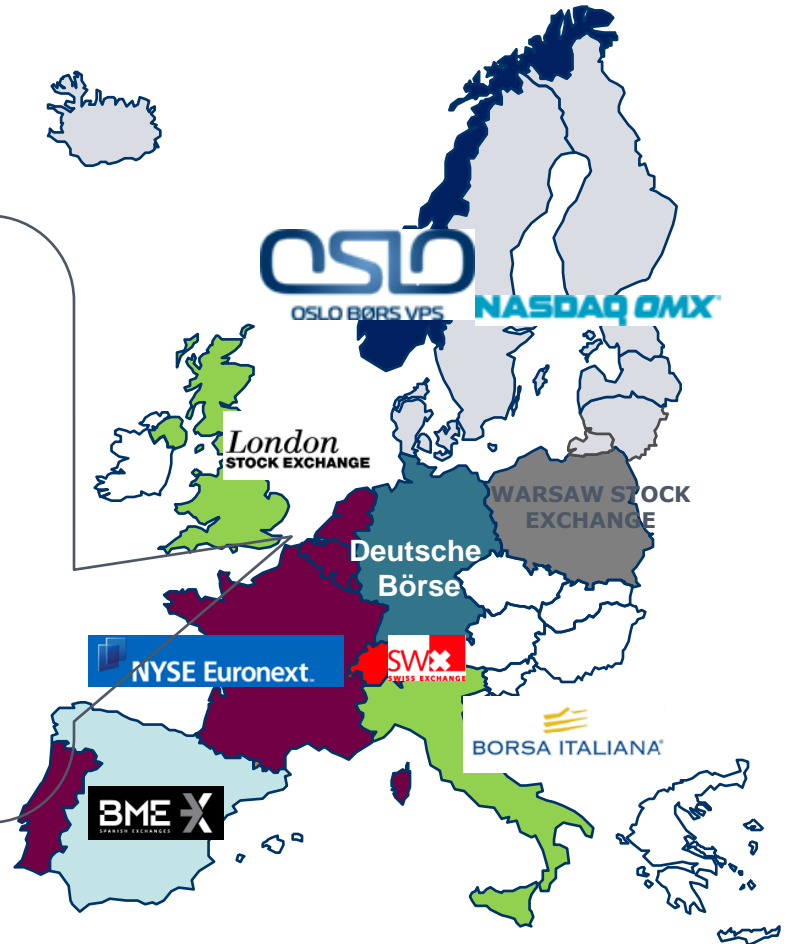 OSLO
OSLO BØRS VPS
NASDAQ OMX
London
STOCK EXCHANGE
WARSAW STOCK
EXCHANGE
Deutsche
Börse
NYSE Euronext.
SWX
SWISS EXCHANGE
BORSA ITALIANA
BME X
SPANISH EXCHANGES